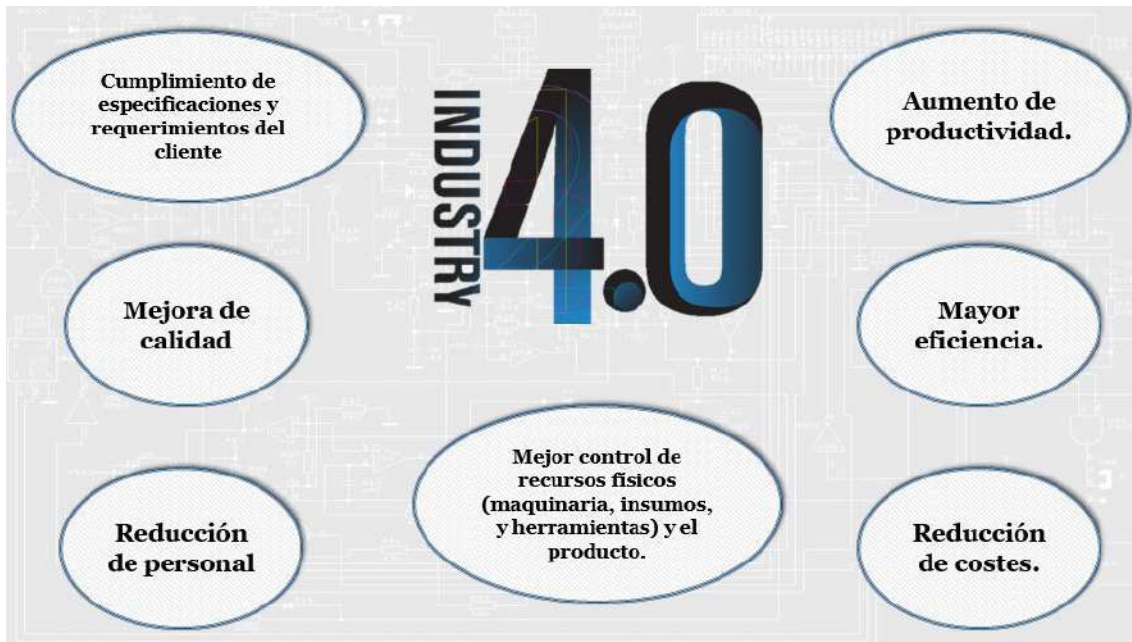 Cumplimiento de
especificaciones y
requerimientos del
cliente
INDUSTRY
4.0
Aumento de
productividad.
Mejora de
calidad
Mayor
eficiencia.
Reducción
de personal
Mejor control de
recursos físicos
(maquinaria, insumos,
y herramientas) y el
producto.
Reducción
de costes.